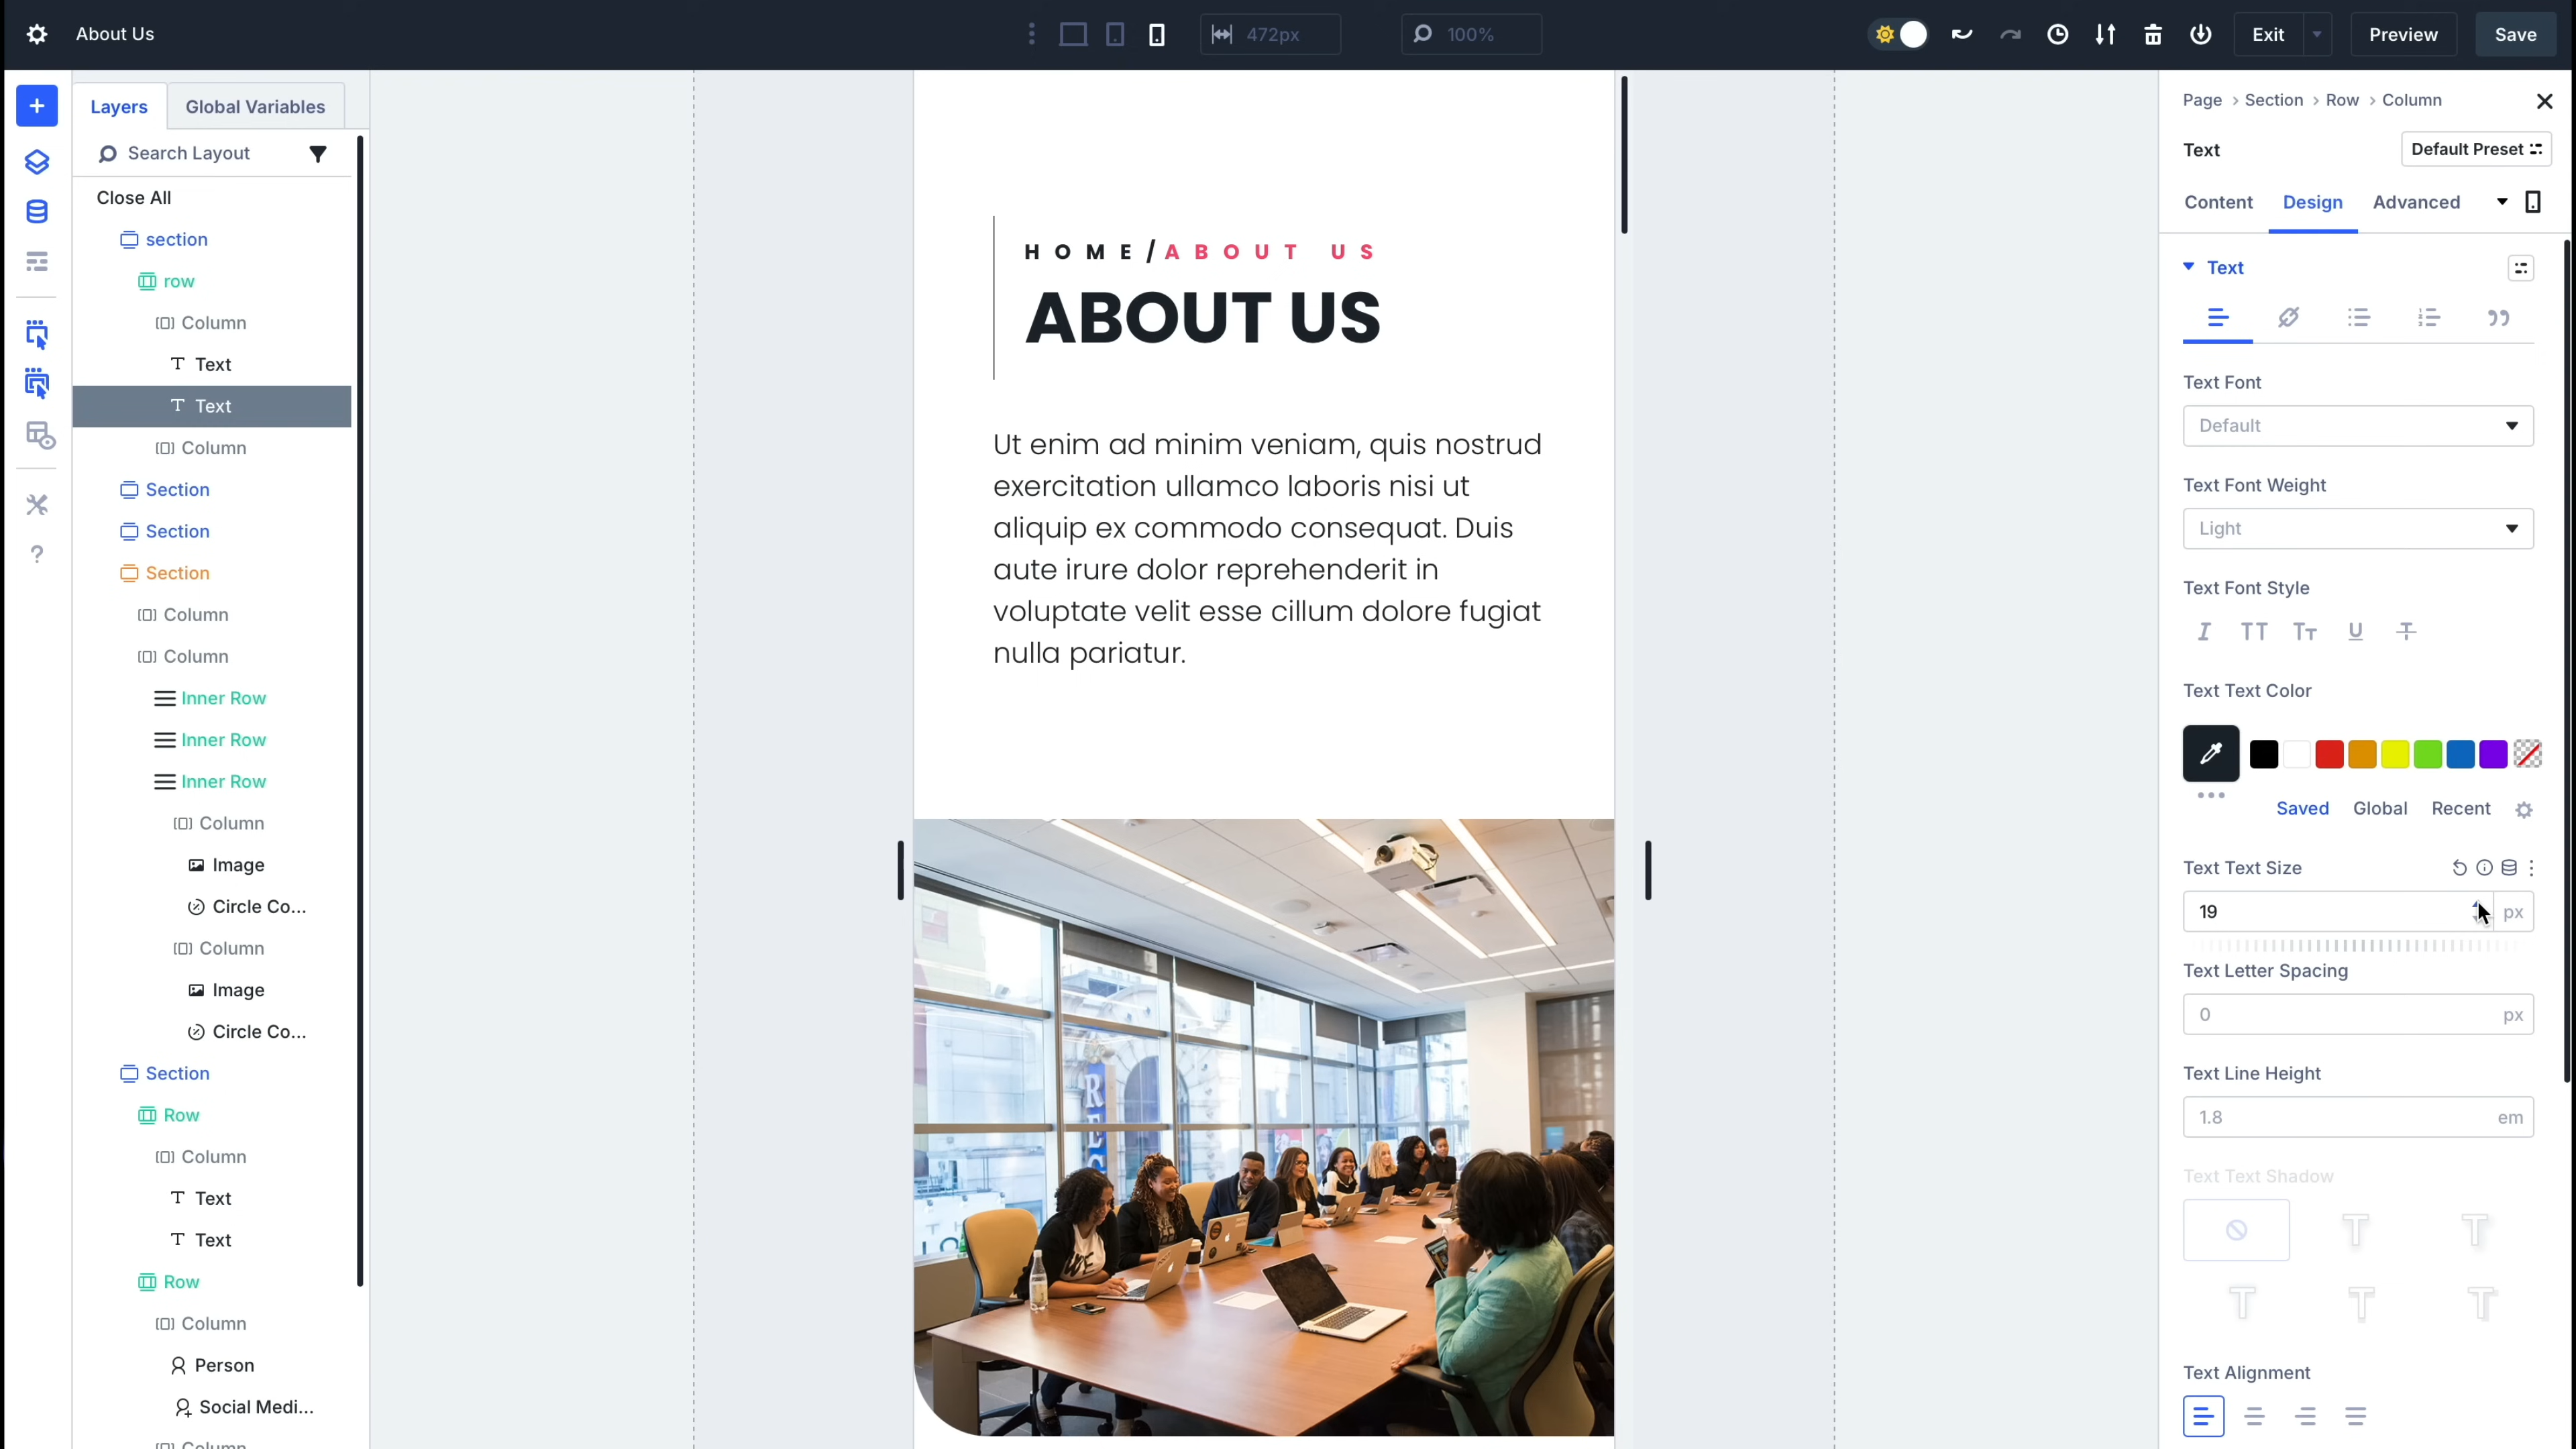 About Us
472px
100%
Exit
Preview
Save
Layers
Global Variables
Search Layout
Close All
section
row
Column
Text
Text
Column
Section
Section
Section
Column
Column
Inner Row
Inner Row
Inner Row
Column
Image
Circle Co...
Column
Image
Circle Co...
Section
Row
Column
Text
Text
Row
Column
Person
Social Medi...
Column
HOME/ABOUT US
ABOUT US
Ut enim ad minim veniam, quis nostrud
exercitation ullamco laboris nisi ut
aliquip ex commodo consequat. Duis
aute irure dolor reprehenderit in
voluptate velit esse cillum dolore fugiat
nulla pariatur.
Page > Section > Row > Column
Text
Default Preset
Content
Design
Advanced
Text
Text Font
Default
Text Font Weight
Light
Text Font Style
Text Text Color
Saved
Global
Recent
Text Text Size
19
px
Text Letter Spacing
0
px
Text Line Height
1.8
em
Text Text Shadow
Text Alignment